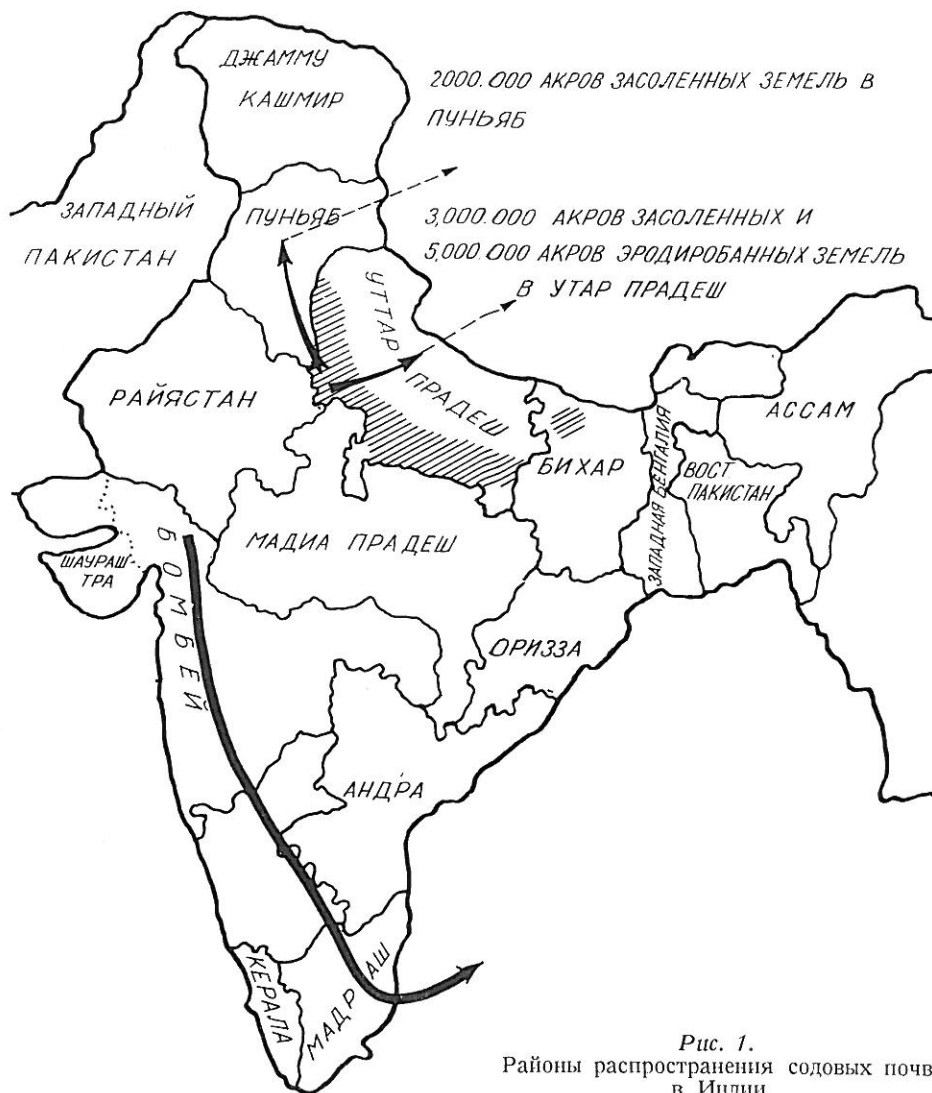 ДЖАММУ
КАШМИР
2000.000 АКРОВ ЗАСОЛЕННЫХ ЗЕМЕЛЬ В
ПУНЬЯБ
ЗАПАДНЫЙ
ПАКИСТАН
ПУНЬЯБ
3,000.000 АКРОВ ЗАСОЛЕННЫХ И
5,000.000 АКРОВ ЭРОДИРОБАННЫХ ЗЕМЕЛЬ
В УТАР ПРАДЕШ
УТТАР
ПРАДЕШ
РАЙЯСТАН
АССАМ
БИХАР
ЗАПАДНАЯ БЕНГАЛИЯ
ВОСТ
ПАКИСТАН
МАДИА ПРАДЕШ
ШАУРАШ
ТРА
БОМБЕЙ
ОРИЗЗА
АНДРА
КЕРАЛА
МАДРАШ
Рис. 1.
Районы распространения содовых почв
в Индии